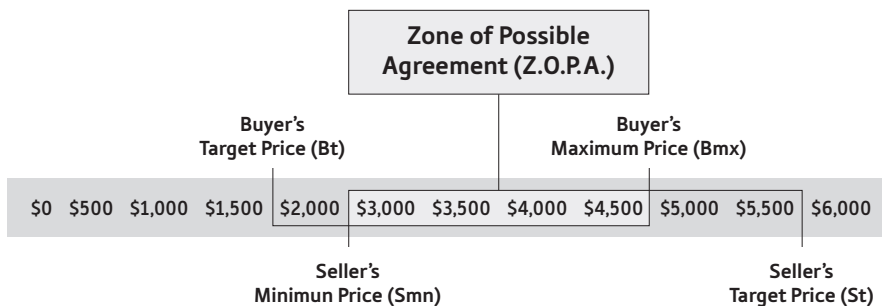 Zone of Possible
Agreement (Z.O.P.A.)
Buyer's
Target Price (Bt)
Buyer's
Maximum Price (Bmx)
$0 $500 $1,000 $1,500 $2,000 $3,000 $3,500 $4,000 $4,500 $5,000 $5,500 $6,000
Seller's
Minimun Price (Smn)
Seller's
Target Price (St)